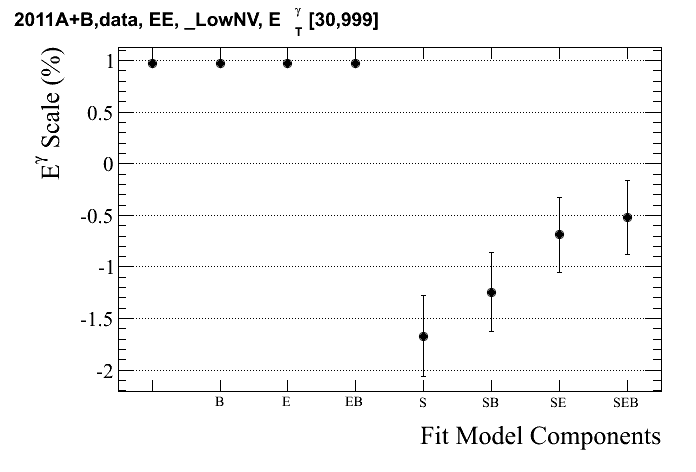 2011A+B,data, EE, _LowNV, E γ T [30,999]
E γ Scale (%)
1
0.5
0
-0.5
-1
-1.5
-2
B E EB S SB SE SEB
Fit Model Components